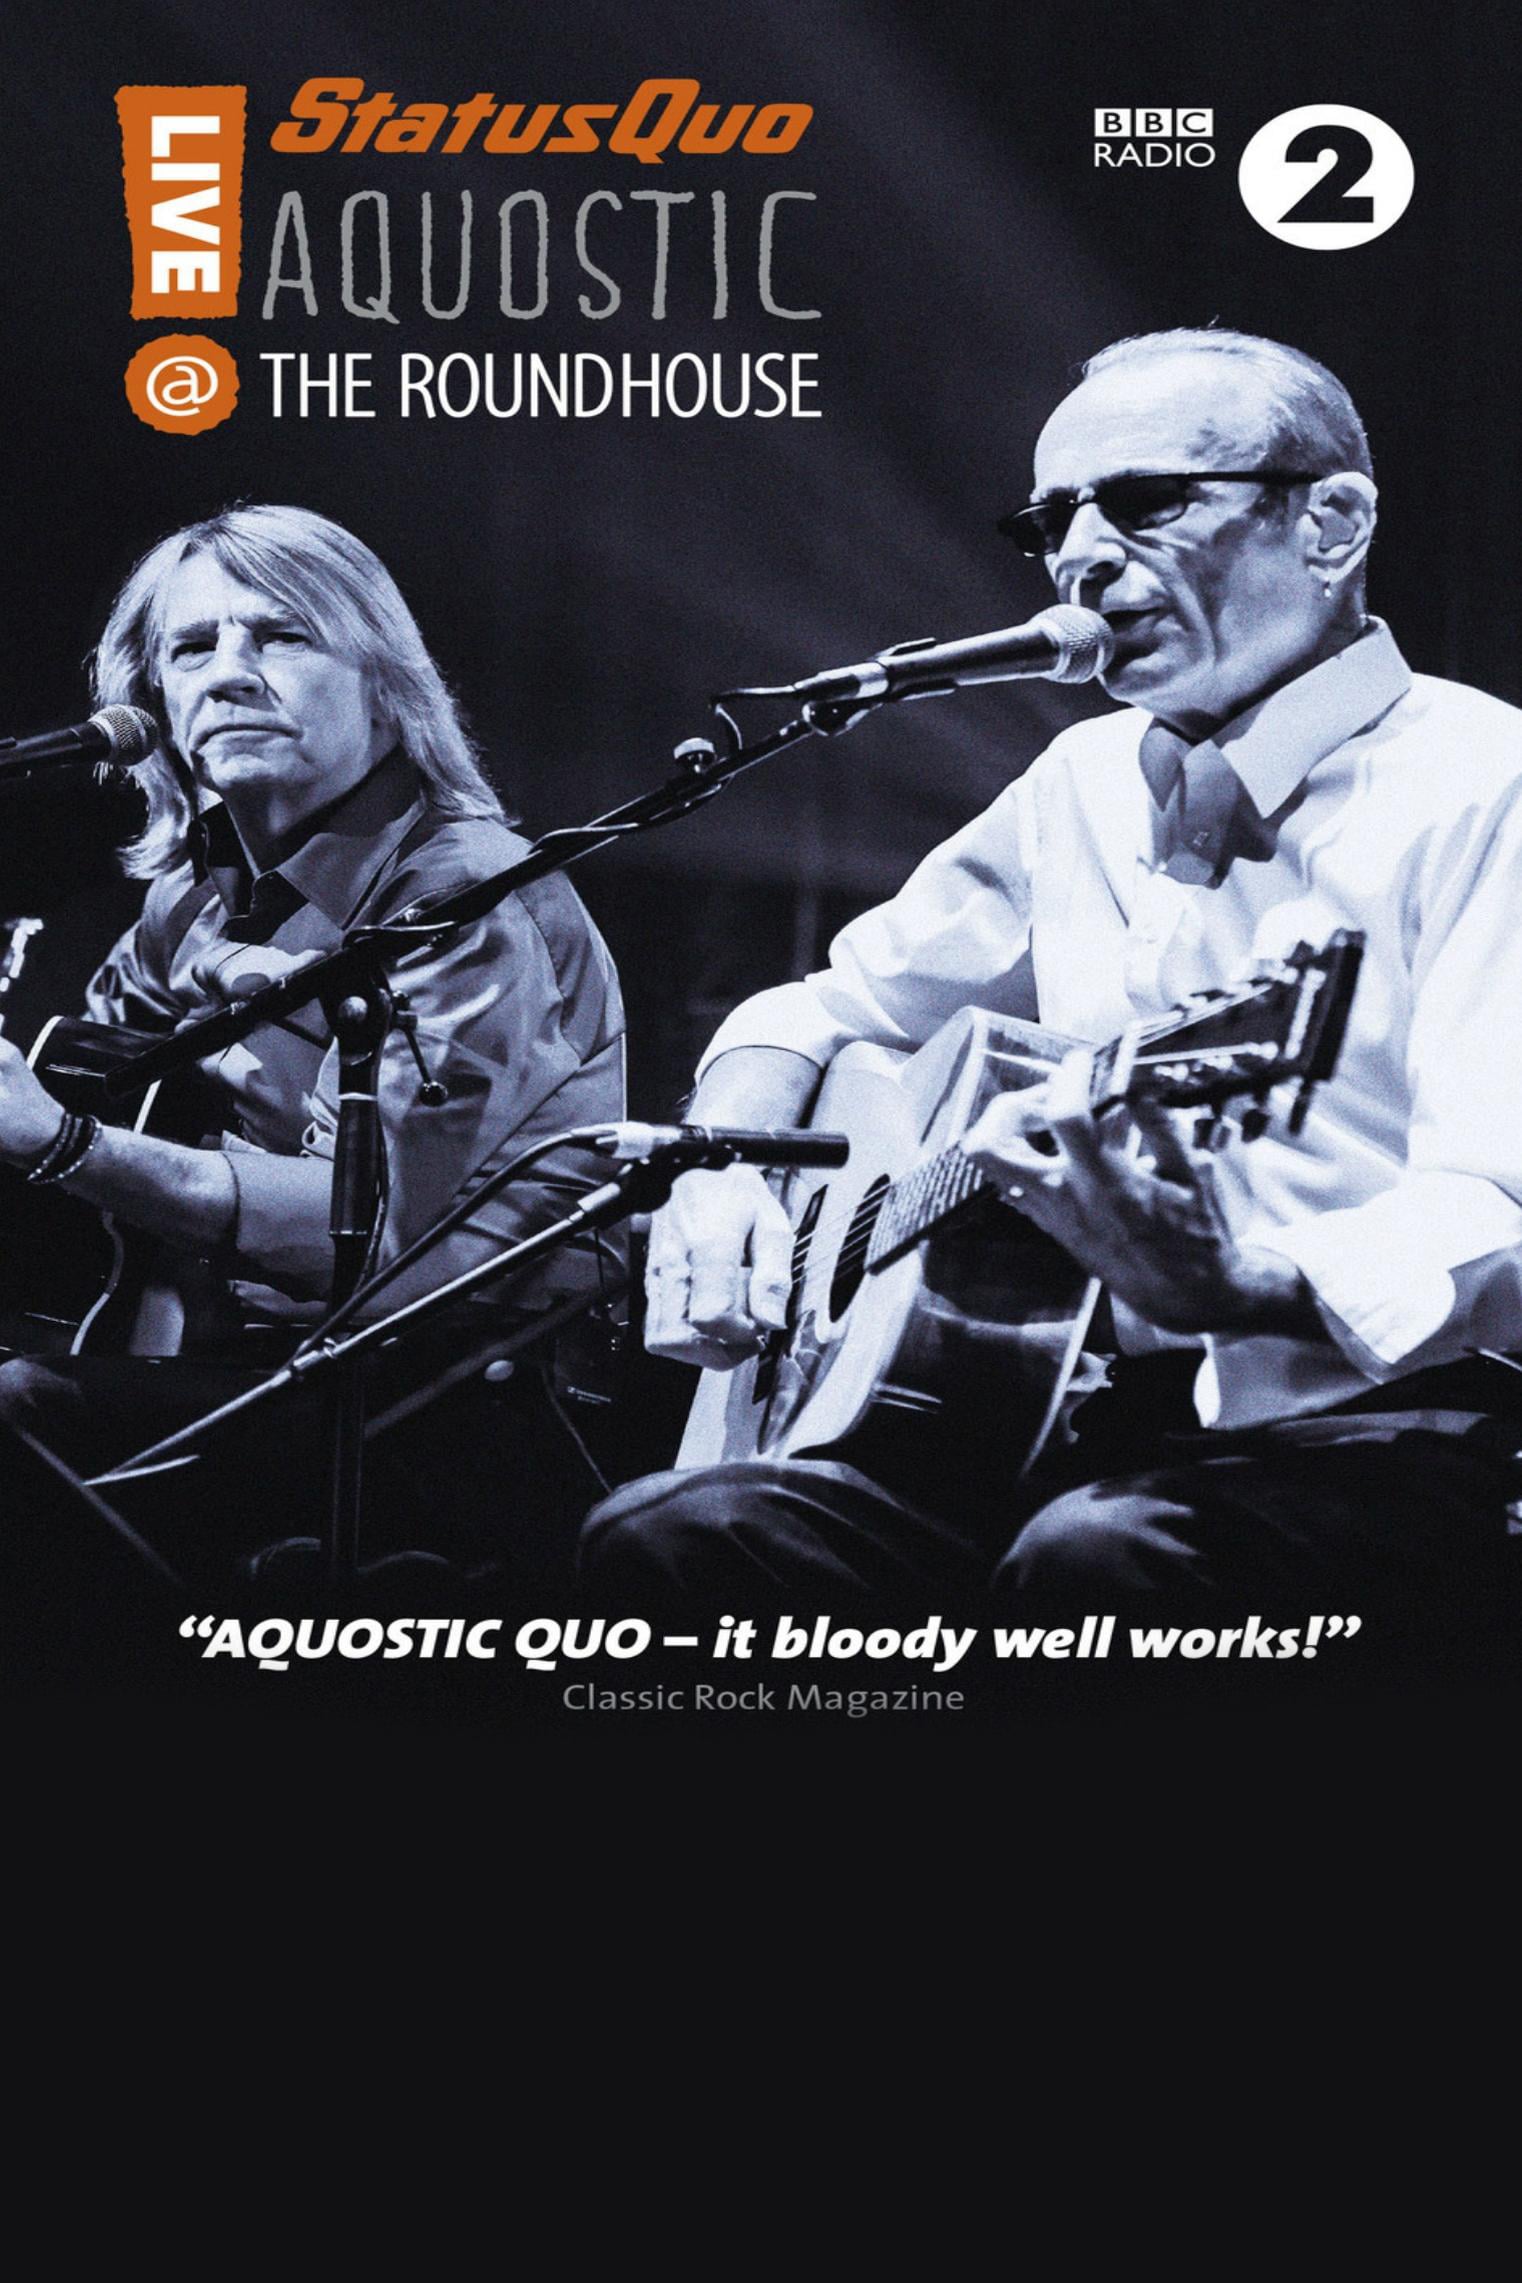 LIVE
StatusQuo
AQUOSTIC
@ THE ROUNDHOUSE
BBC
RADIO
2
“AQUOSTIC QUO – it bloody well works!”
Classic Rock Magazine